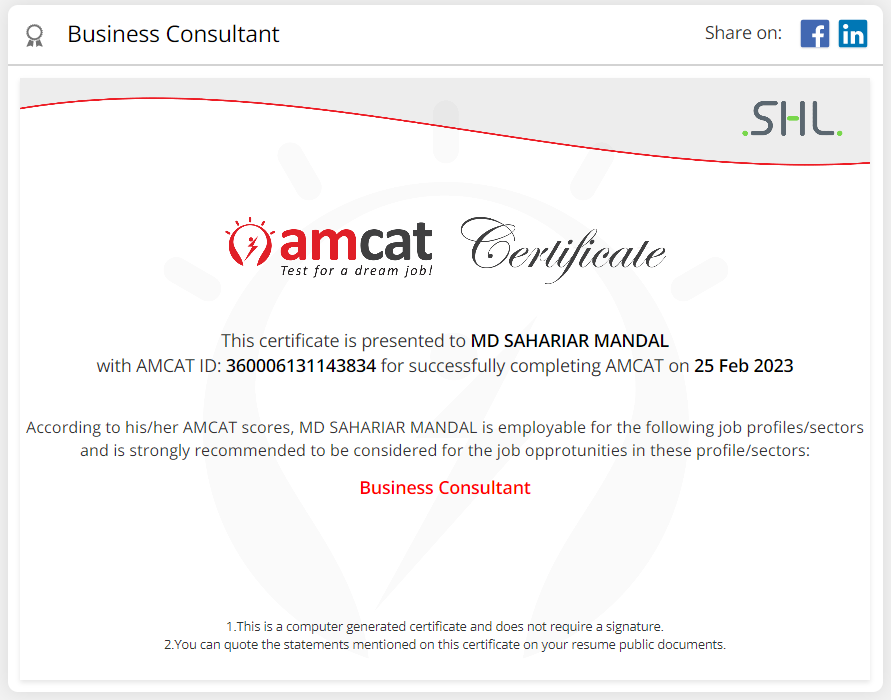 Business Consultant
Share on:
.SHL.
amcat
Test for a dream job!
Certificate
This certificate is presented to MD SAHARIAR MANDAL
with AMCAT ID: 360006131143834 for successfully completing AMCAT on 25 Feb 2023
According to his/her AMCAT scores, MD SAHARIAR MANDAL is employable for the following job profiles/sectors
and is strongly recommended to be considered for the job opprotunities in these profile/sectors:
Business Consultant
1.This is a computer generated certificate and does not require a signature.
2.You can quote the statements mentioned on this certificate on your resume public documents.